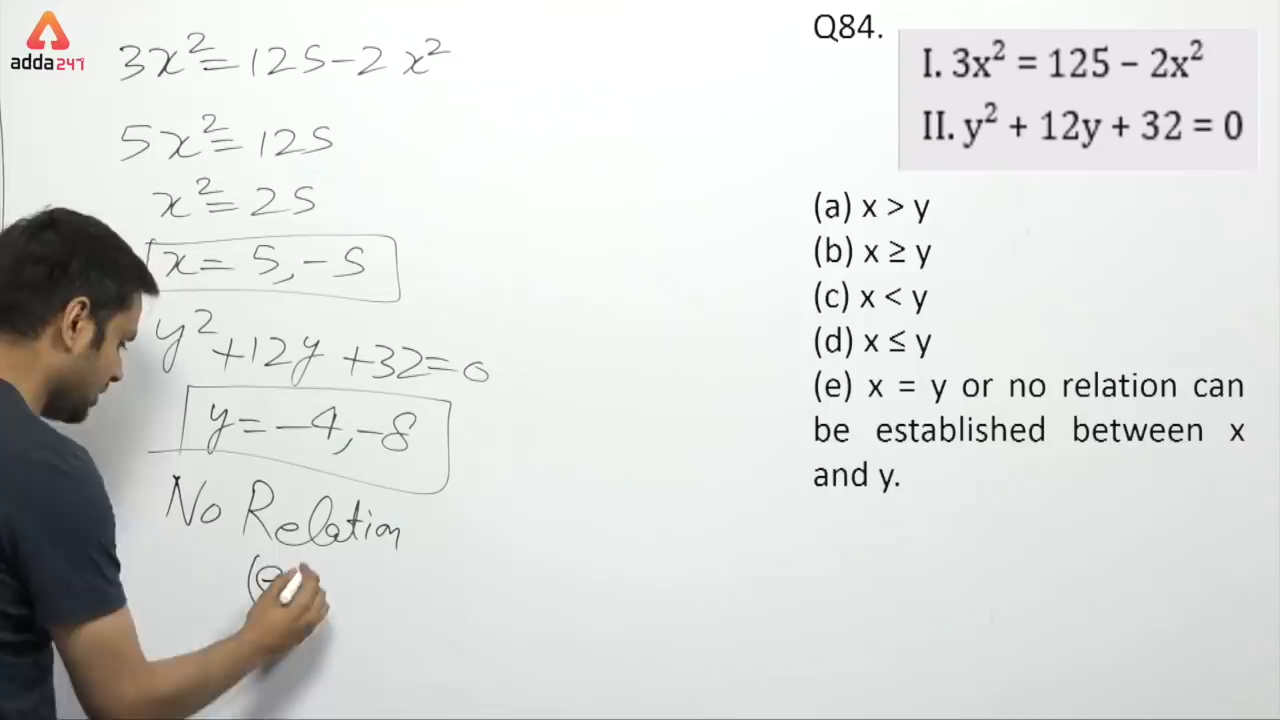 adda247
3x² = 125 - 2x²
5x² = 125
x² = 25
x = 5, -5
y² + 12y + 32 = 0
y = -4, -8
No Relation
(e
Q84.
I. 3x² = 125 − 2x²
II. y² + 12y + 32 = 0
(a) x > y
(b) x ≥ y
(c) x < y
(d) x ≤ y
(e) x = y or no relation can
be established between x
and y.